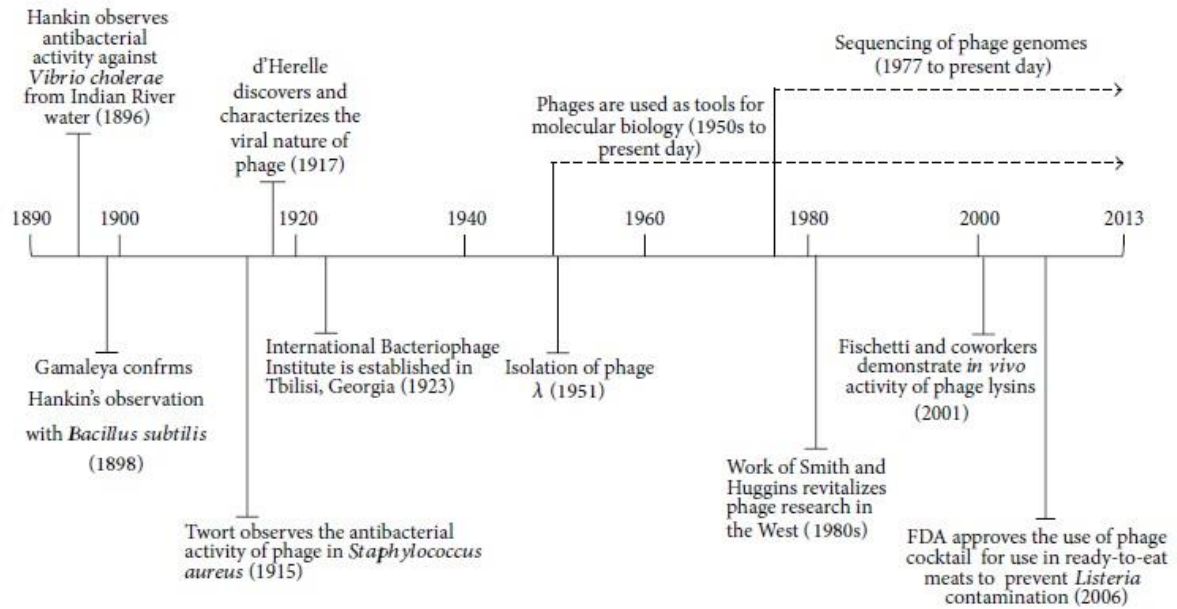 Hankin observes
antibacterial
activity against
Vibrio cholerae
from Indian River
water (1896)
d'Herelle
discovers and
characterizes the
viral nature of
phage (1917)
Phages are used as tools for
molecular biology (1950s to
present day)
Sequencing of phage genomes
(1977 to present day)
1890
1900
1920
1940
1960
1980
2000
2013
Gamaleya confrms
Hankin's observation
with Bacillus subtilis
(1898)
Twort observes the antibacterial
activity of phage in Staphylococcus
aureus (1915)
International Bacteriophage
Institute is established in
Tbilisi, Georgia (1923)
Isolation of phage
λ (1951)
Work of Smith and
Huggins revitalizes
phage research in
the West (1980s)
Fischetti and coworkers
demonstrate in vivo
activity of phage lysins
(2001)
FDA approves the use of phage
cocktail for use in ready-to-eat
meats to prevent Listeria
contamination (2006)